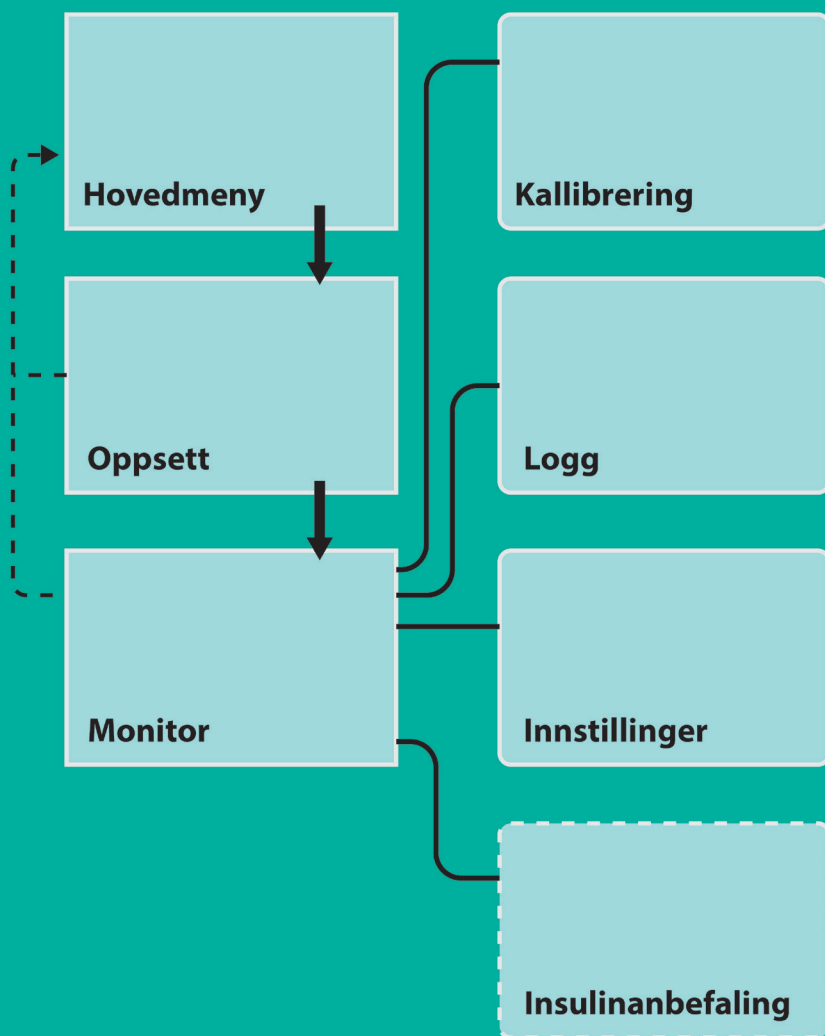 Hovedmeny
Kallibrering
Oppsett
Logg
Monitor
Innstillinger
Insulinanbefaling